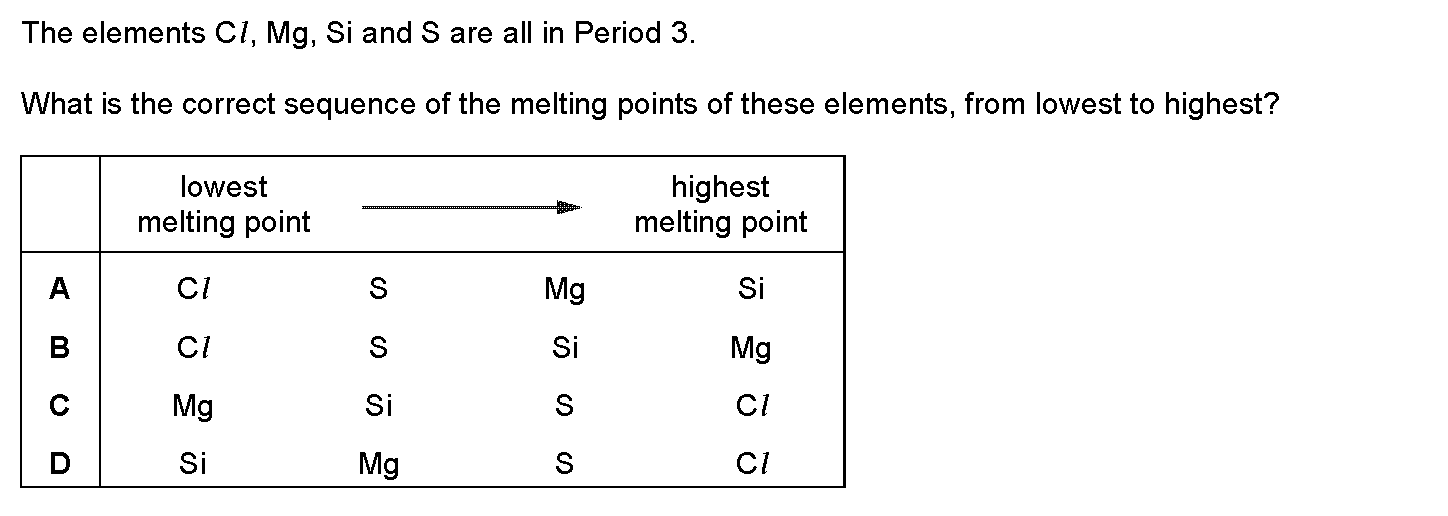 The elements Cl, Mg, Si and S are all in Period 3.
What is the correct sequence of the melting points of these elements, from lowest to highest?
lowest melting point highest melting point
A Cl S Mg Si
B Cl S Si Mg
C Mg Si S Cl
D Si Mg S Cl